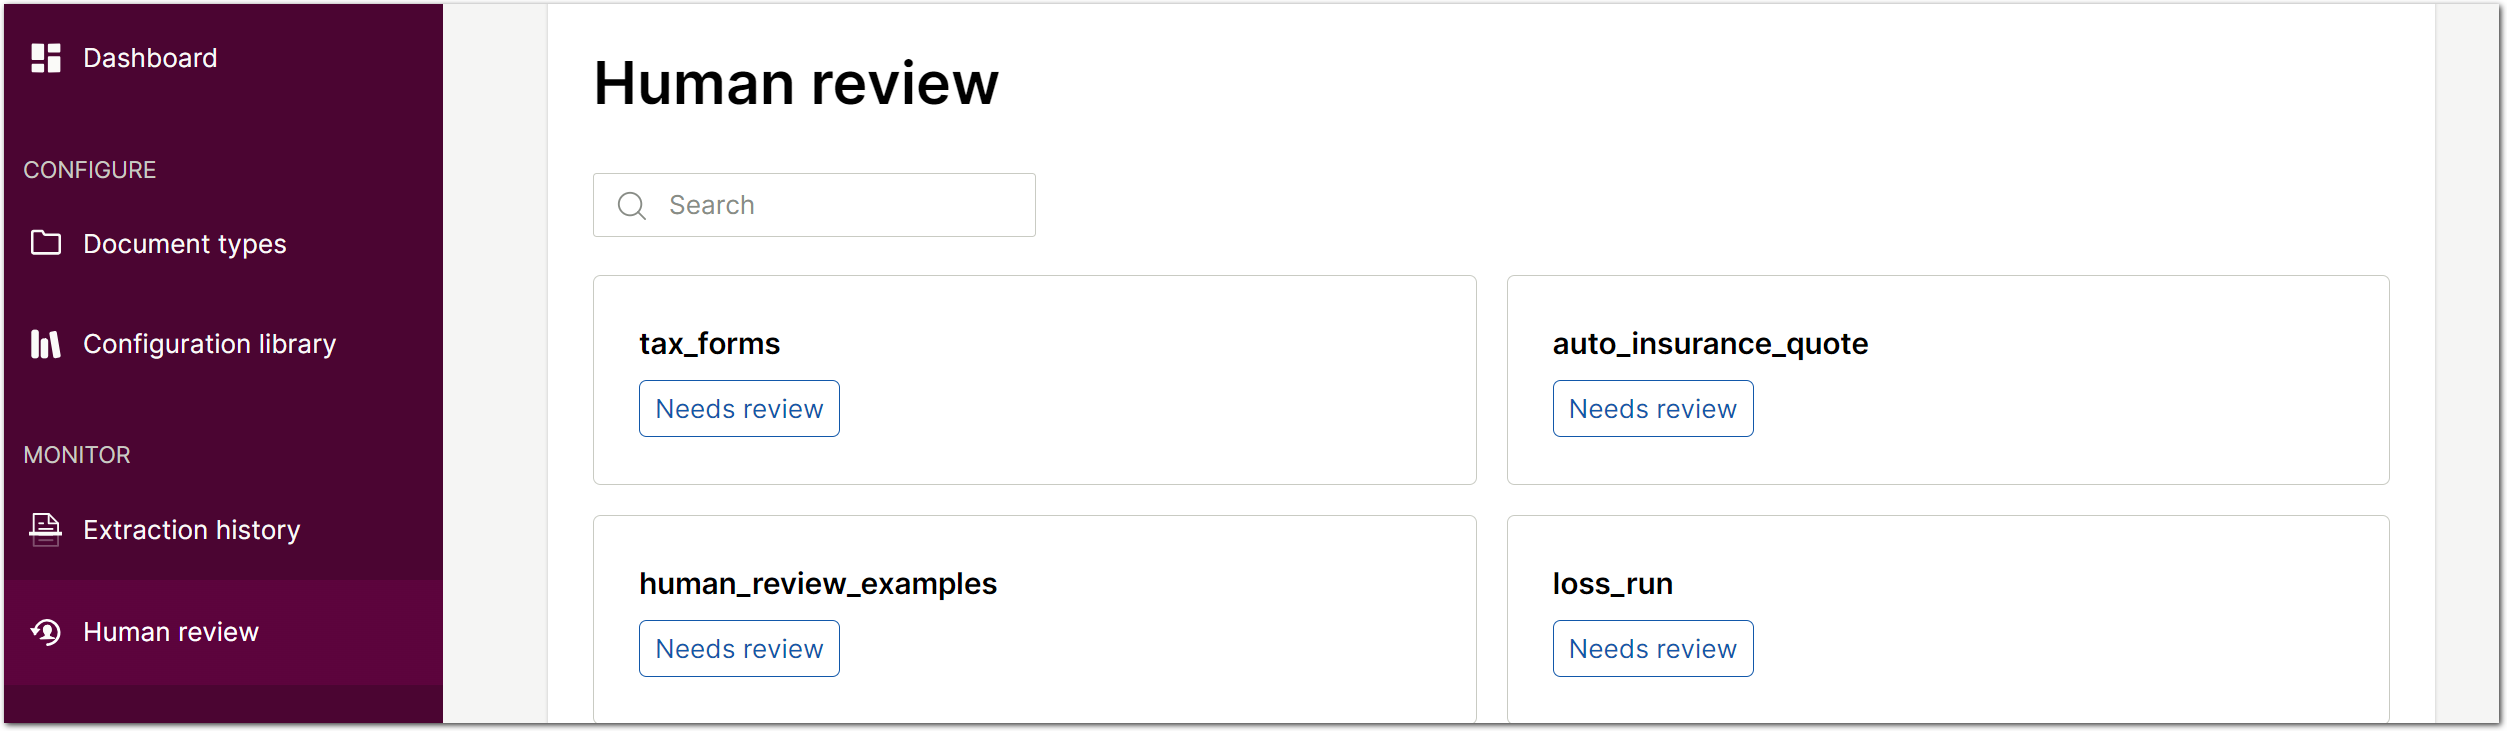 Dashboard
CONFIGURE
Document types
Configuration library
MONITOR
Extraction history
Human review
Human review
Search
tax_forms
Needs review
auto_insurance_quote
Needs review
human_review_examples
Needs review
loss_run
Needs review